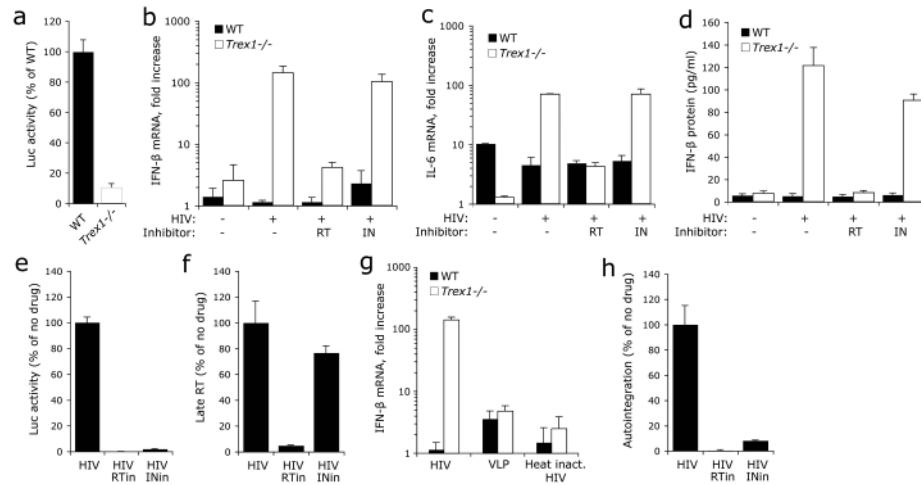 a
Luc activity (% of WT)
120
100
80
60
40
20
0
WT
Trex1-/-
b
WT
Trex1-/-
IFN-β mRNA, fold increase
1000
100
10
1
HIV: - + + +
Inhibitor: - - RT IN
c
WT
Trex1-/-
IL-6 mRNA, fold increase
1000
100
10
1
HIV: - + + +
Inhibitor: - - RT IN
d
WT
Trex1-/-
IFN-β protein (pg/ml)
160
140
120
100
80
60
40
20
0
HIV: - + + +
Inhibitor: - - RT IN
e
Luc activity (% of no drug)
140
120
100
80
60
40
20
0
HIV HIV HIV
RTin INin
f
Late RT (% of no drug)
140
120
100
80
60
40
20
0
HIV HIV HIV
RTin INin
g
WT
Trex1-/-
IFN-β mRNA, fold increase
1000
100
10
1
HIV VLP Heat inact.
HIV
h
Autointegration (% of no drug)
140
120
100
80
60
40
20
0
HIV HIV HIV
RTin INin